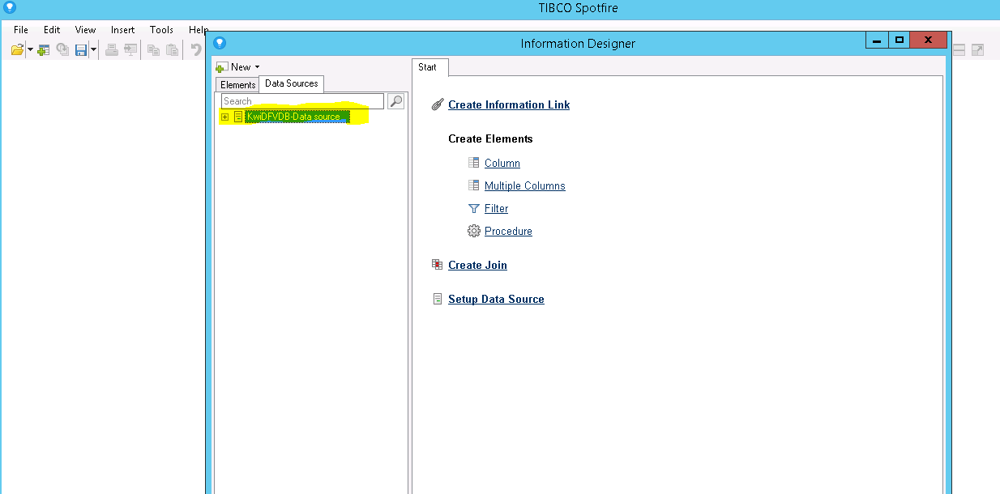 TIBCO Spotfire
File Edit View Insert Tools Help
Information Designer
New
Start
Elements Data Sources
Search
KwiDFVDB-Data source
Create Information Link
Create Elements
Column
Multiple Columns
Filter
Procedure
Create Join
Setup Data Source